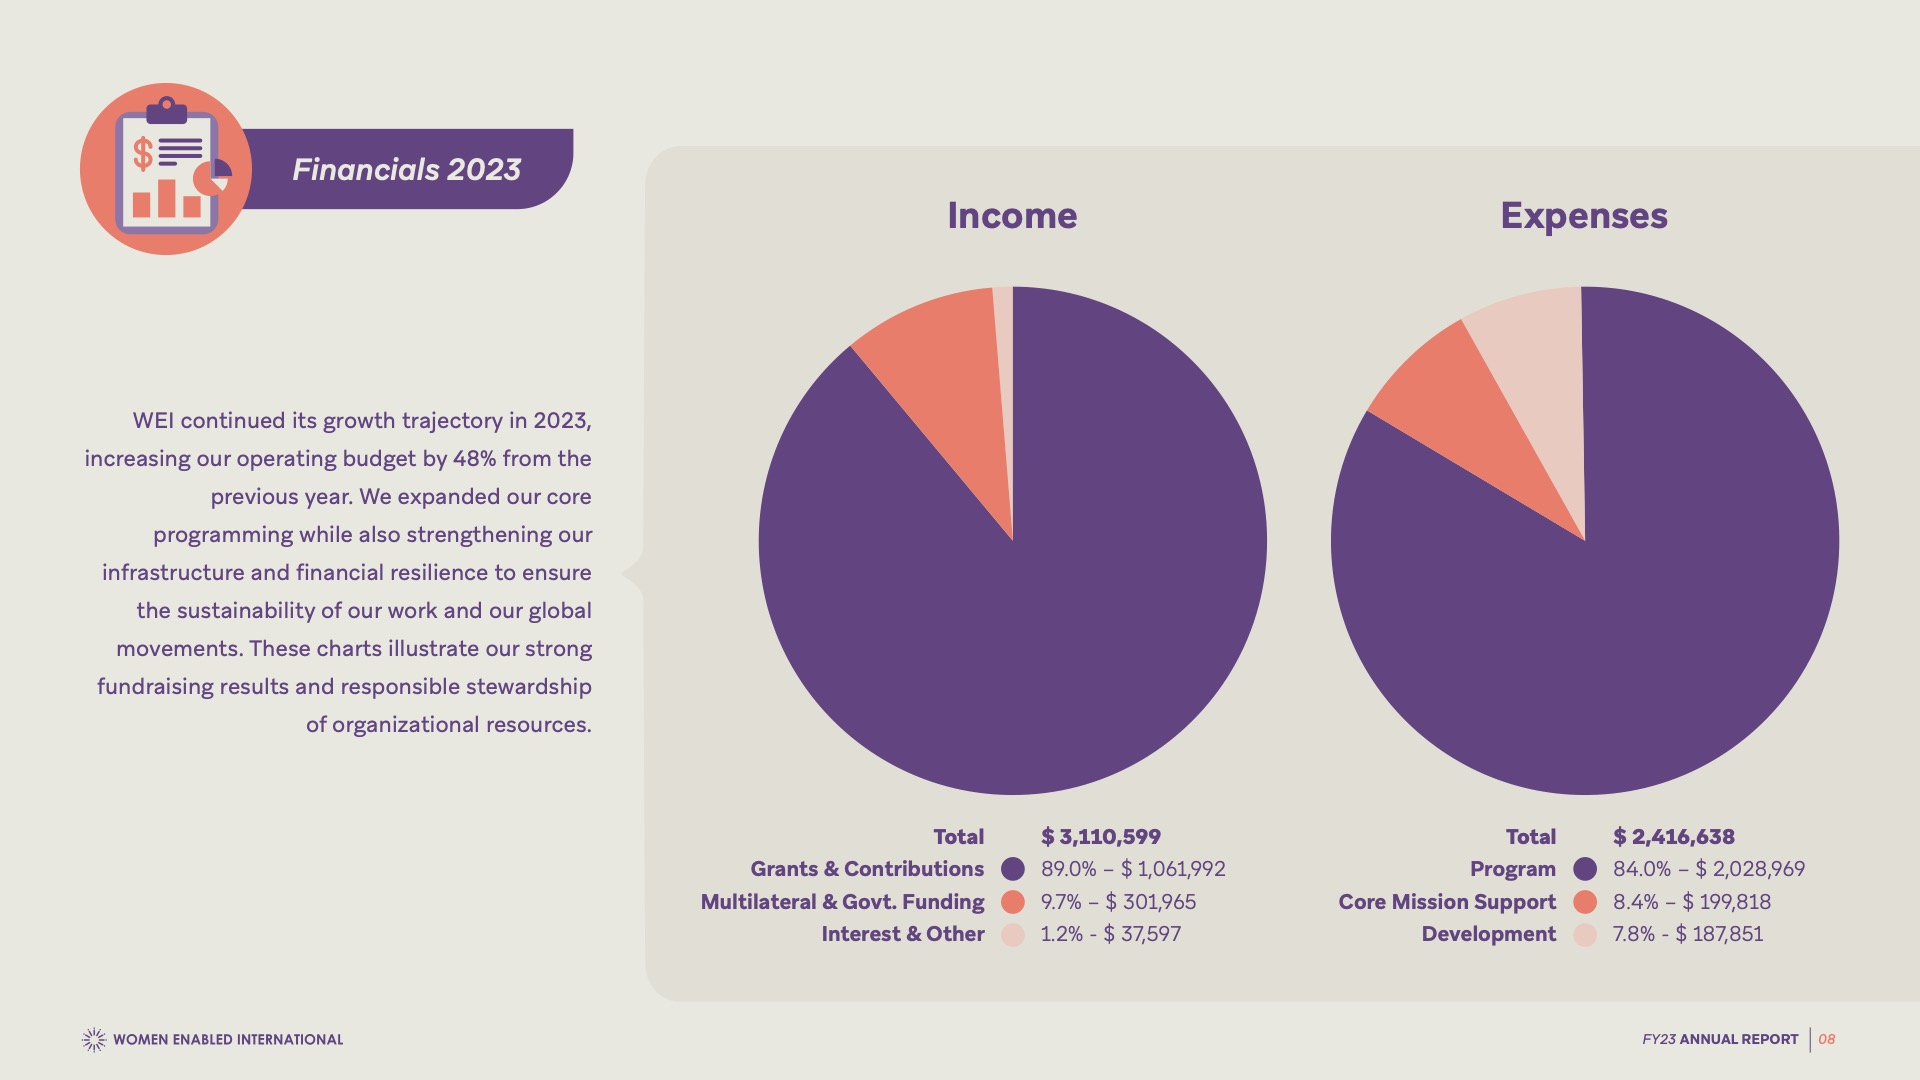 Financials 2023
WEI continued its growth trajectory in 2023,
increasing our operating budget by 48% from the
previous year. We expanded our core
programming while also strengthening our
infrastructure and financial resilience to ensure
the sustainability of our work and our global
movements. These charts illustrate our strong
fundraising results and responsible stewardship
of organizational resources.
Income
Total $ 3,110,599
Grants & Contributions 89.0% – $ 1,061,992
Multilateral & Govt. Funding 9.7% – $ 301,965
Interest & Other 1.2% - $ 37,597
Expenses
Total $ 2,416,638
Program 84.0% – $ 2,028,969
Core Mission Support 8.4% – $ 199,818
Development 7.8% - $ 187,851
WOMEN ENABLED INTERNATIONAL
FY23 ANNUAL REPORT 08